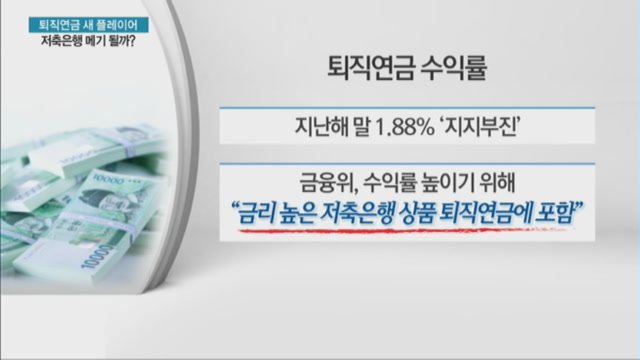 퇴직연금 새 플레이어
저축은행 메기 될까?
퇴직연금 수익률
지난해 말 1.88% ‘지지부진’
금융위, 수익률 높이기 위해
“금리 높은 저축은행 상품 퇴직연금에 포함”
10000
10000